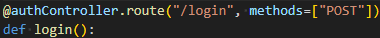 @authController.route("/login", methods=["POST"])
def login():